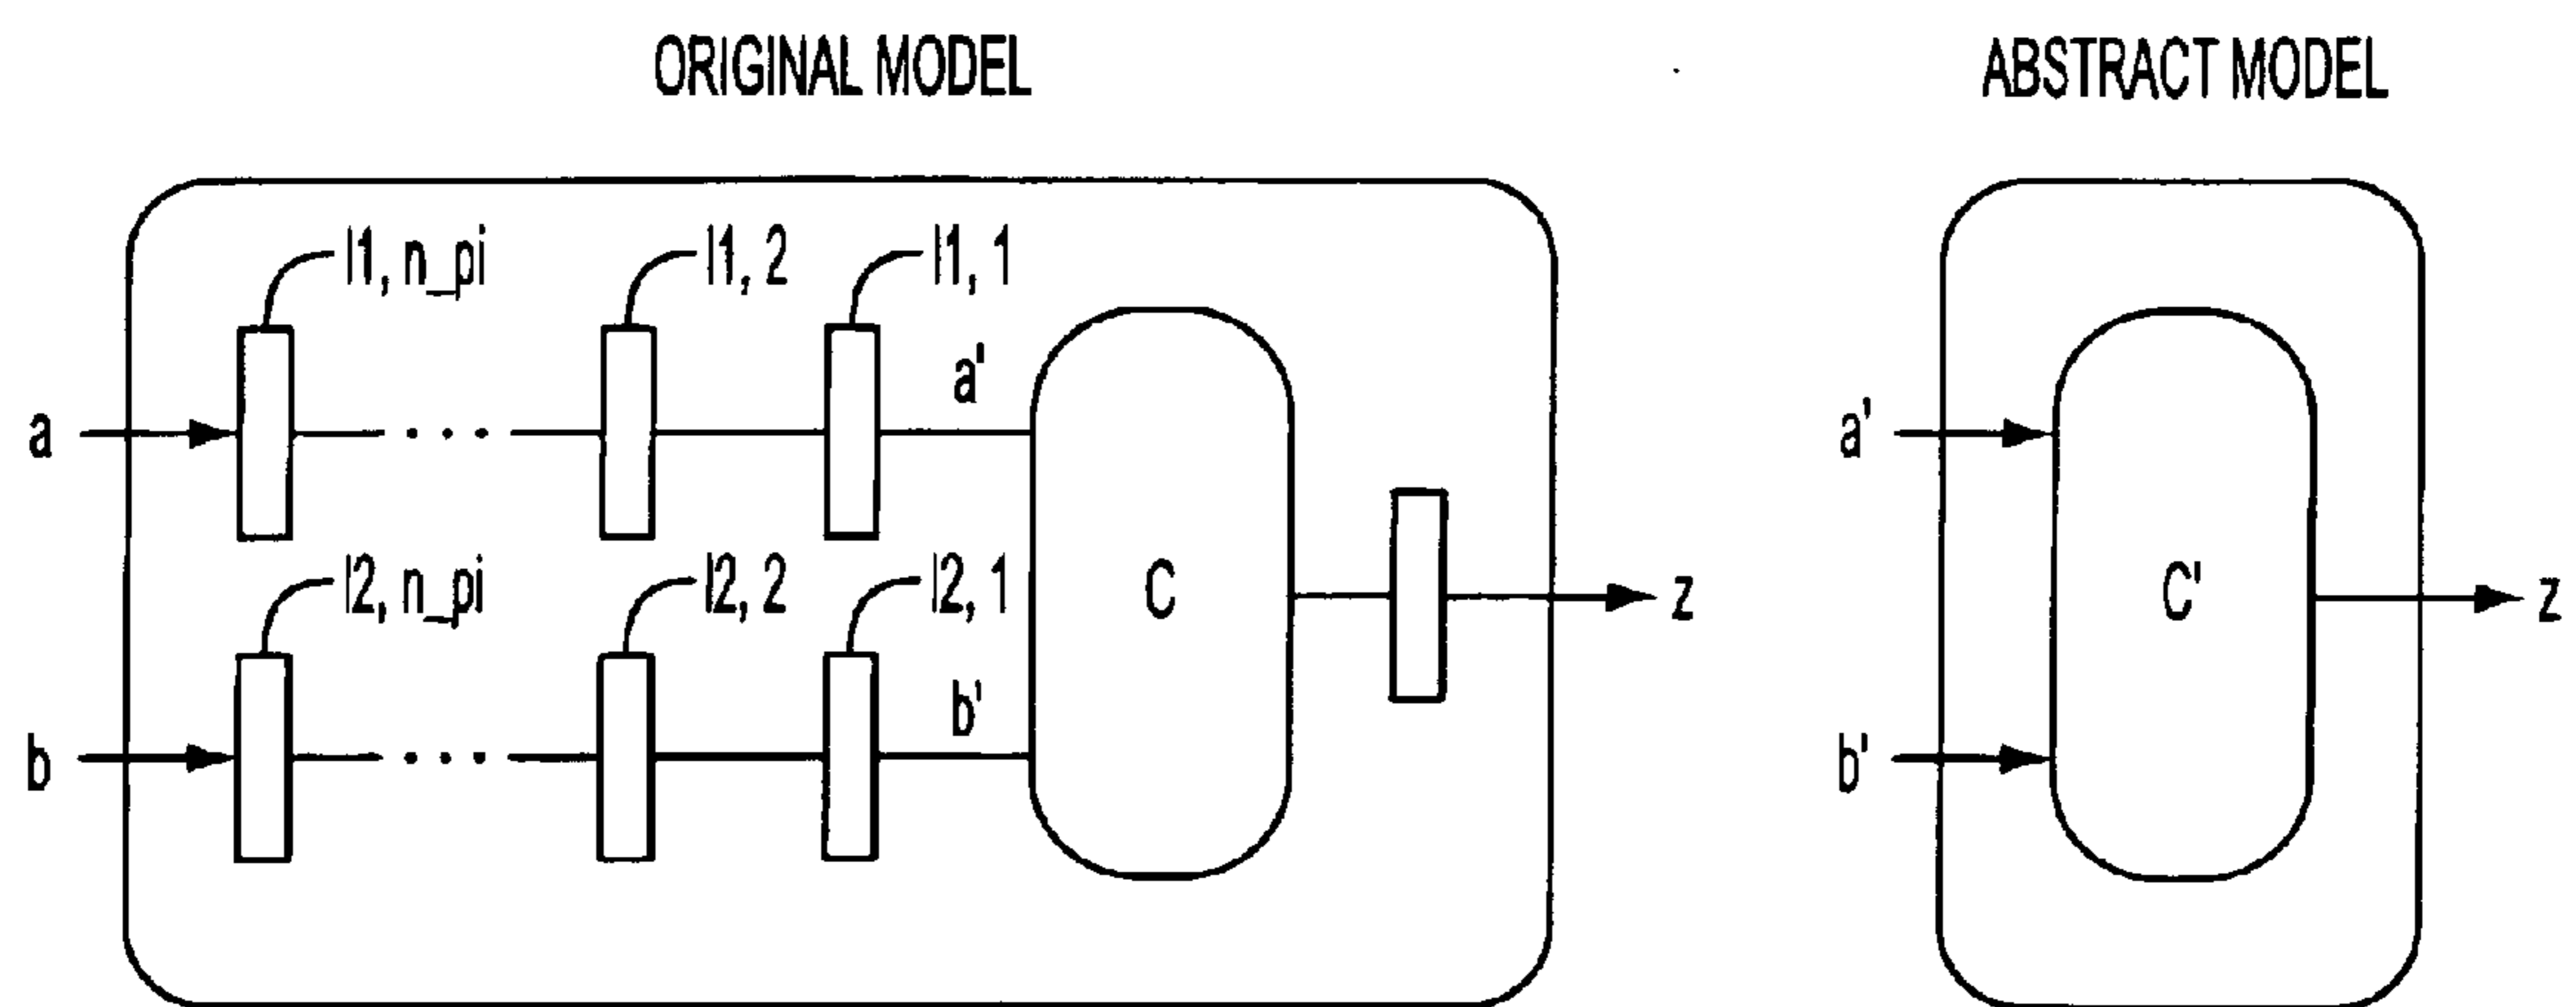 ORIGINAL MODEL
ABSTRACT MODEL
l1, n_pi
l1, 2
l1, 1
a
a'
l2, n_pi
l2, 2
l2, 1
b
b'
C
z
a'
b'
C'
z